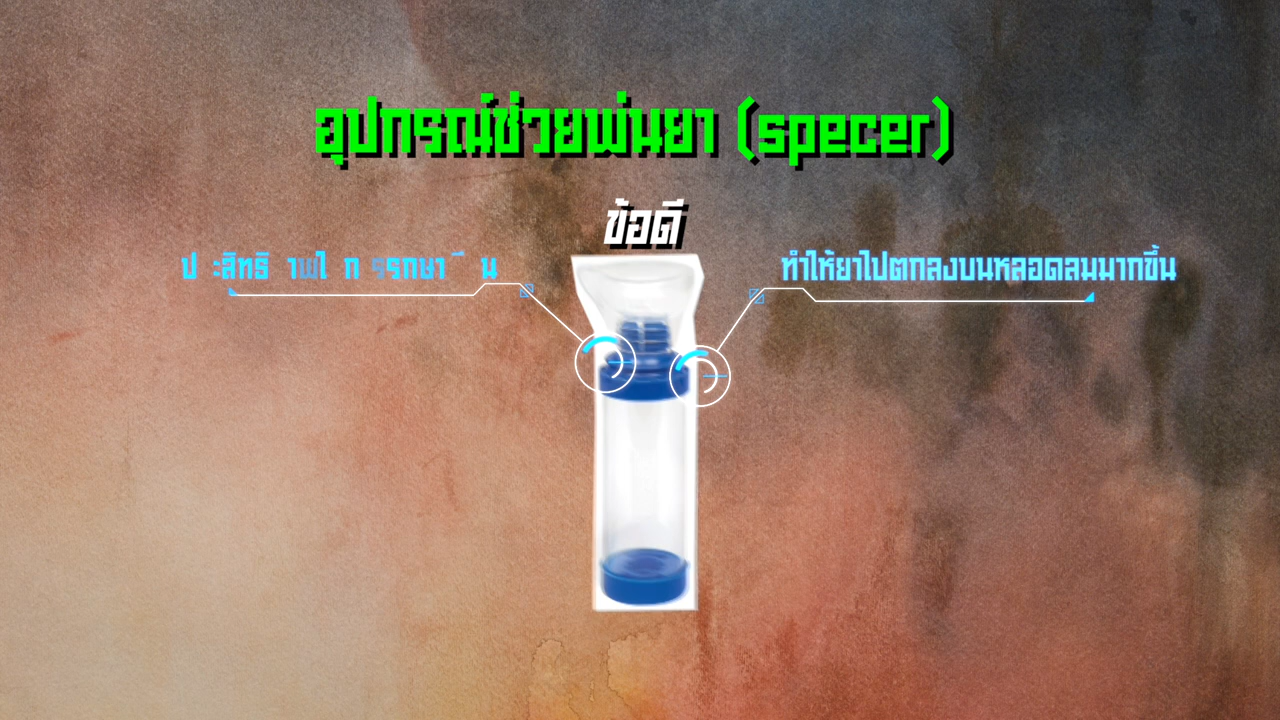 อุปกรณ์ช่วยพ่นยา (specer)
ข้อดี
ทำให้ยาไปตกลงบนหลอดลมมากขึ้น